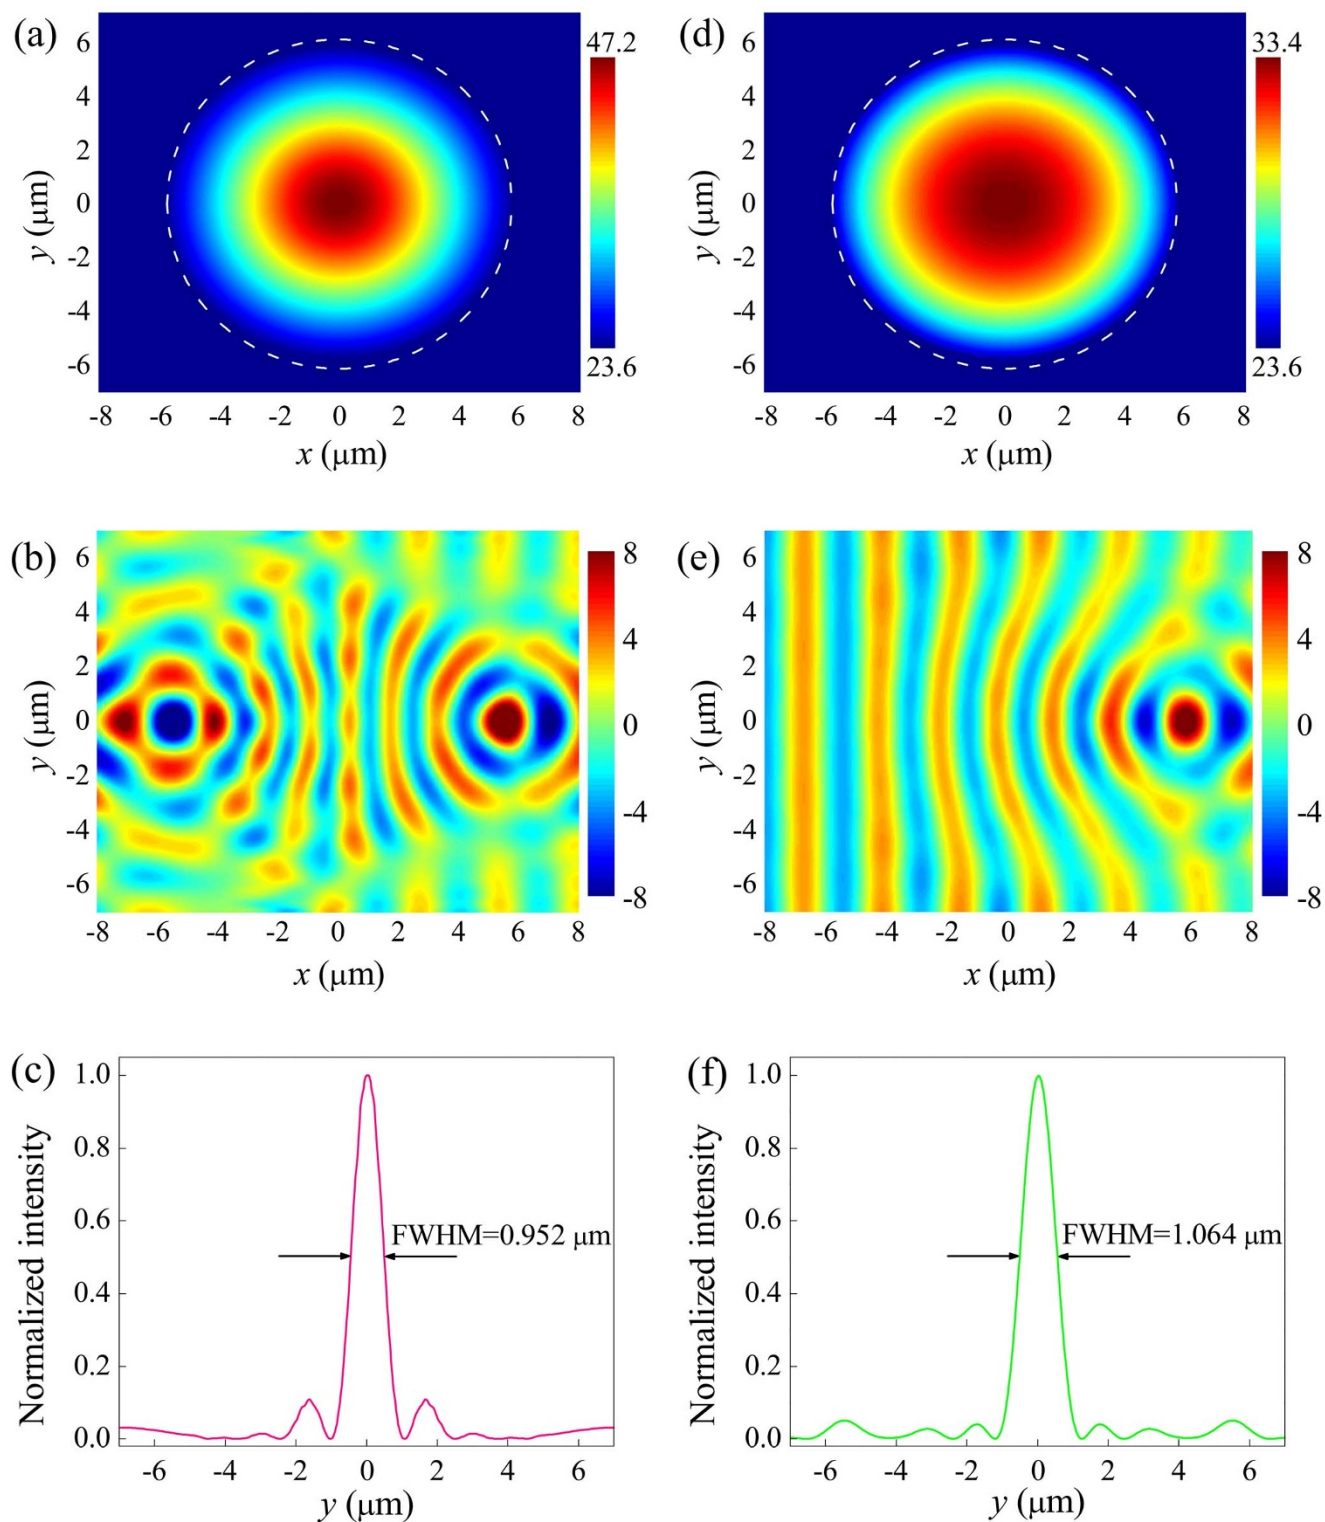 (a)
6
4
2
0
-2
-4
-6
y (μm)
-8 -6 -4 -2 0 2 4 6 8
x (μm)
47.2
23.6
(d)
6
4
2
0
-2
-4
-6
y (μm)
-8 -6 -4 -2 0 2 4 6 8
x (μm)
33.4
23.6
(b)
6
4
2
0
-2
-4
-6
y (μm)
-8 -6 -4 -2 0 2 4 6 8
x (μm)
8
4
0
-4
-8
(e)
6
4
2
0
-2
-4
-6
y (μm)
-8 -6 -4 -2 0 2 4 6 8
x (μm)
8
4
0
-4
-8
(c)
1.0
0.8
0.6
0.4
0.2
0.0
Normalized intensity
FWHM=0.952 μm
-6 -4 -2 0 2 4 6
y (μm)
(f)
1.0
0.8
0.6
0.4
0.2
0.0
Normalized intensity
FWHM=1.064 μm
-6 -4 -2 0 2 4 6
y (μm)